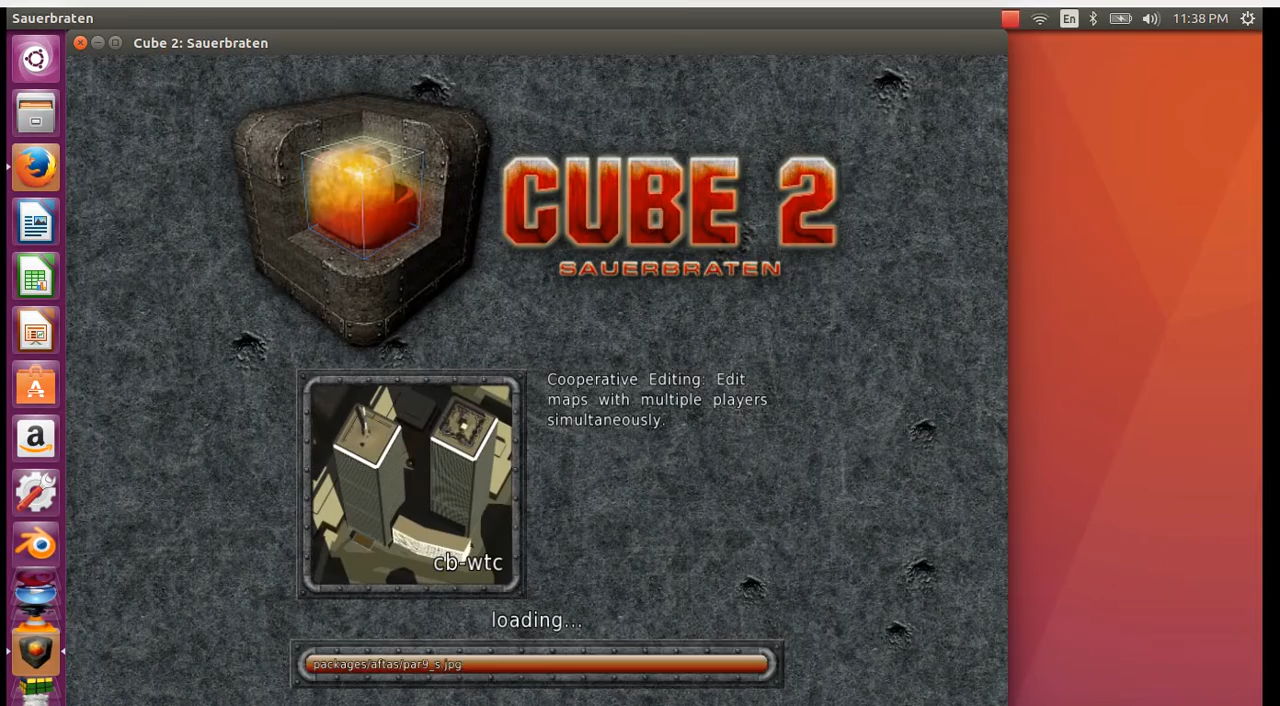 Sauerbraten
En
11:38 PM
Cube 2: Sauerbraten
CUBE 2
SAUERBRATEN
Cooperative Editing: Edit
maps with multiple players
simultaneously.
cb-wtc
loading...
packages/aftas/par9_s.jpg